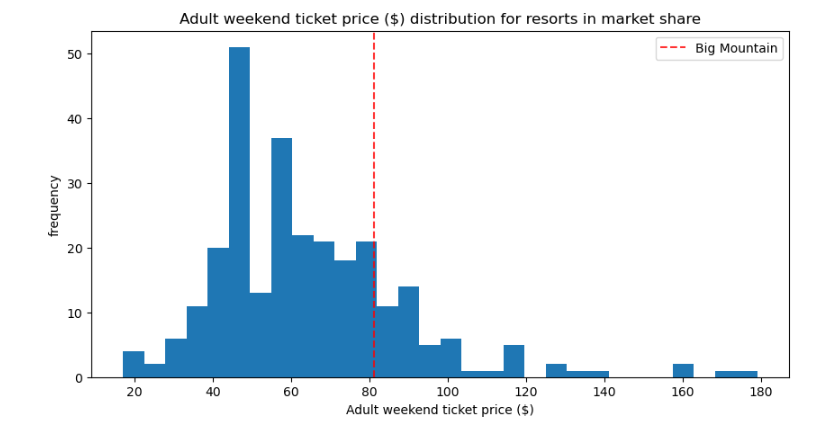 Adult weekend ticket price ($) distribution for resorts in market share
Big Mountain
50
40
30
20
10
0
frequency
20 40 60 80 100 120 140 160 180
Adult weekend ticket price ($)